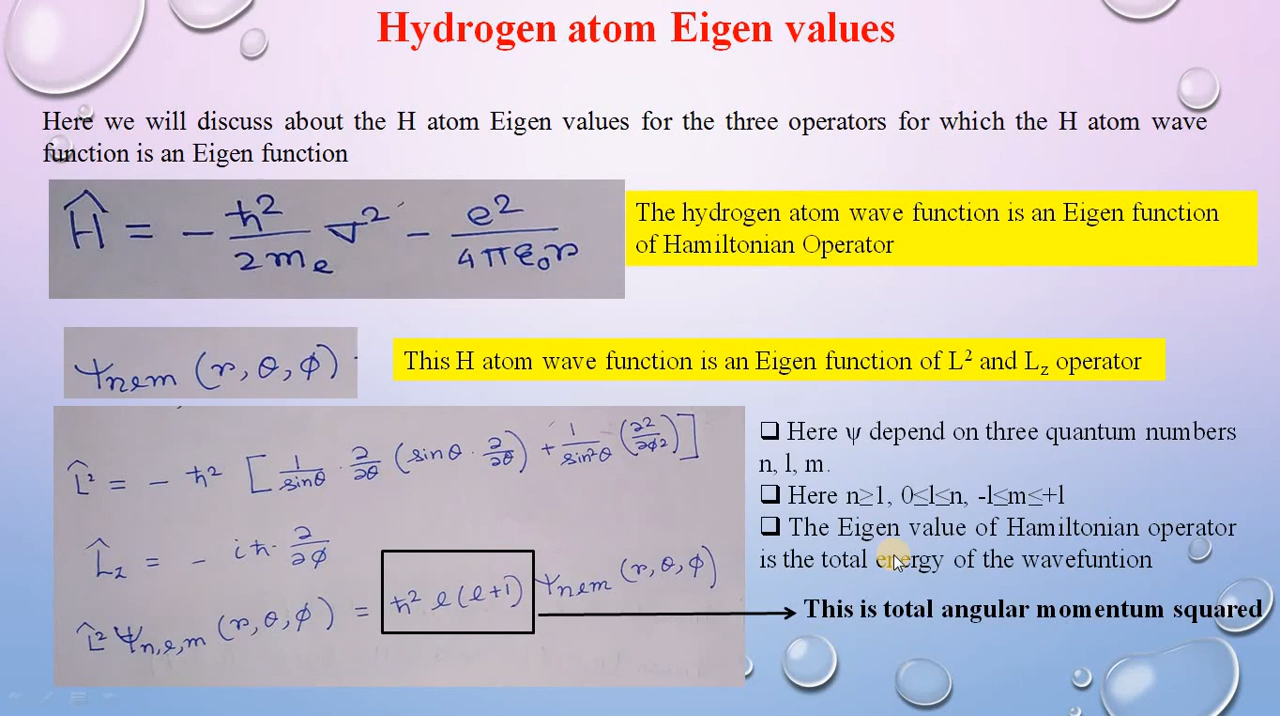 Hydrogen atom Eigen values
Here we will discuss about the H atom Eigen values for the three operators for which the H atom wave
function is an Eigen function
Ĥ = - ħ²/2mₑ ∇² - e²/4πε₀r
The hydrogen atom wave function is an Eigen function
of Hamiltonian Operator
Ψnlm (r, θ, ϕ)
This H atom wave function is an Eigen function of L² and Lz operator
L̂² = - ħ² [ 1/sinθ · ∂/∂θ (sinθ · ∂/∂θ) + 1/sin²θ (∂²/∂ϕ²) ]
L̂z = - iħ · ∂/∂ϕ
L̂² Ψn,l,m (r, θ, ϕ) = ħ² l(l+1) Ψnlm (r, θ, ϕ)
❑ Here ψ depend on three quantum numbers
n, l, m.
❑ Here n≥1, 0≤l≤n, -l≤m≤+l
❑ The Eigen value of Hamiltonian operator
is the total energy of the wavefuntion
This is total angular momentum squared